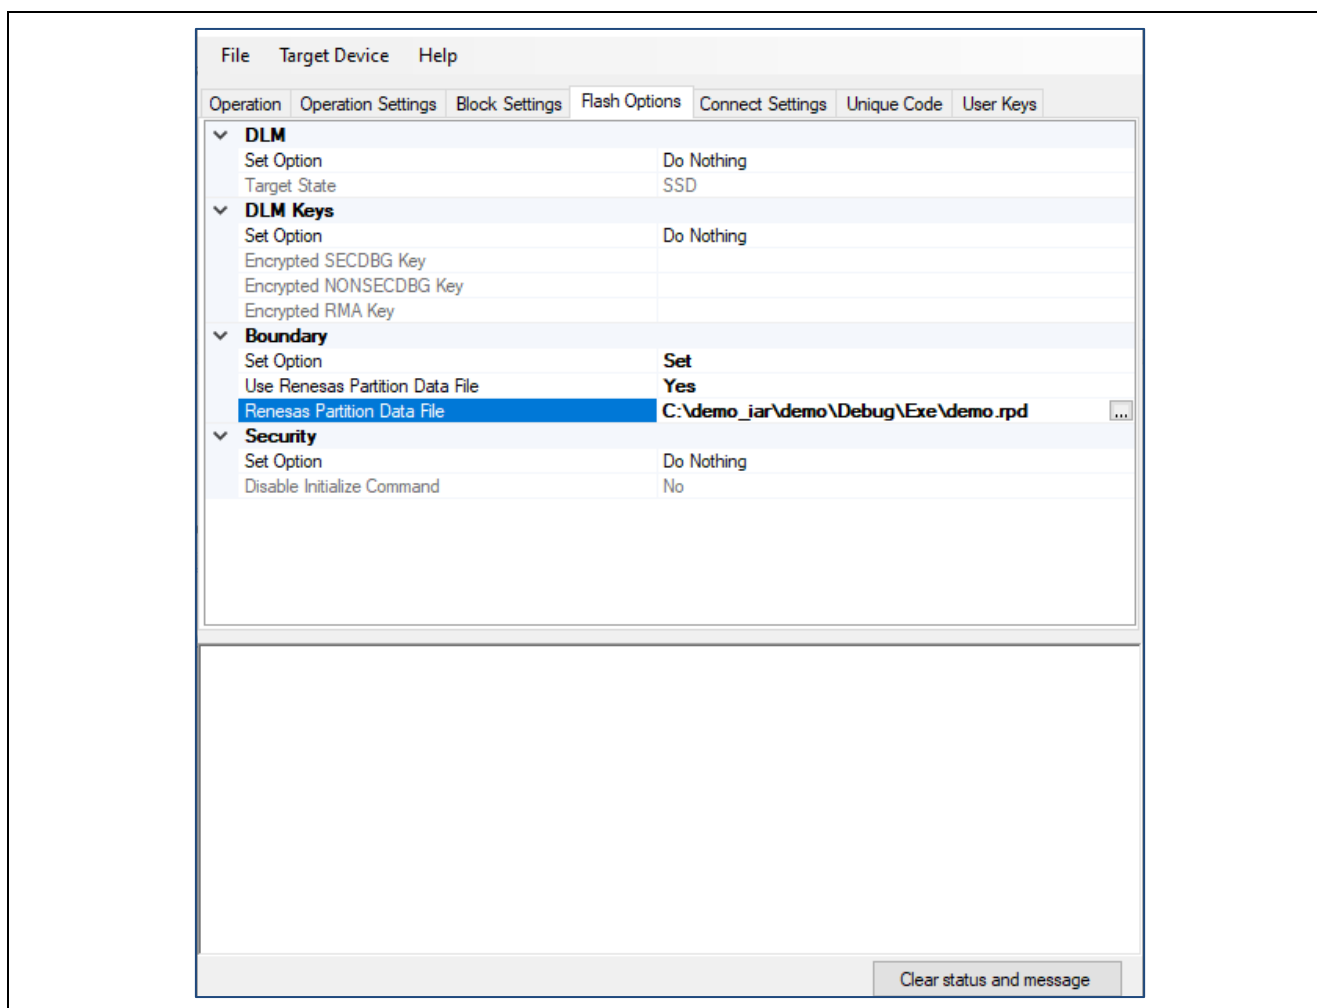 File Target Device Help
Operation Operation Settings Block Settings Flash Options Connect Settings Unique Code User Keys
DLM
Set Option Do Nothing
Target State SSD
DLM Keys
Set Option Do Nothing
Encrypted SECDBG Key
Encrypted NONSECDBG Key
Encrypted RMA Key
Boundary
Set Option Set
Use Renesas Partition Data File Yes
Renesas Partition Data File C:\demo_iar\demo\Debug\Exe\demo.rpd ...
Security
Set Option Do Nothing
Disable Initialize Command No
Clear status and message